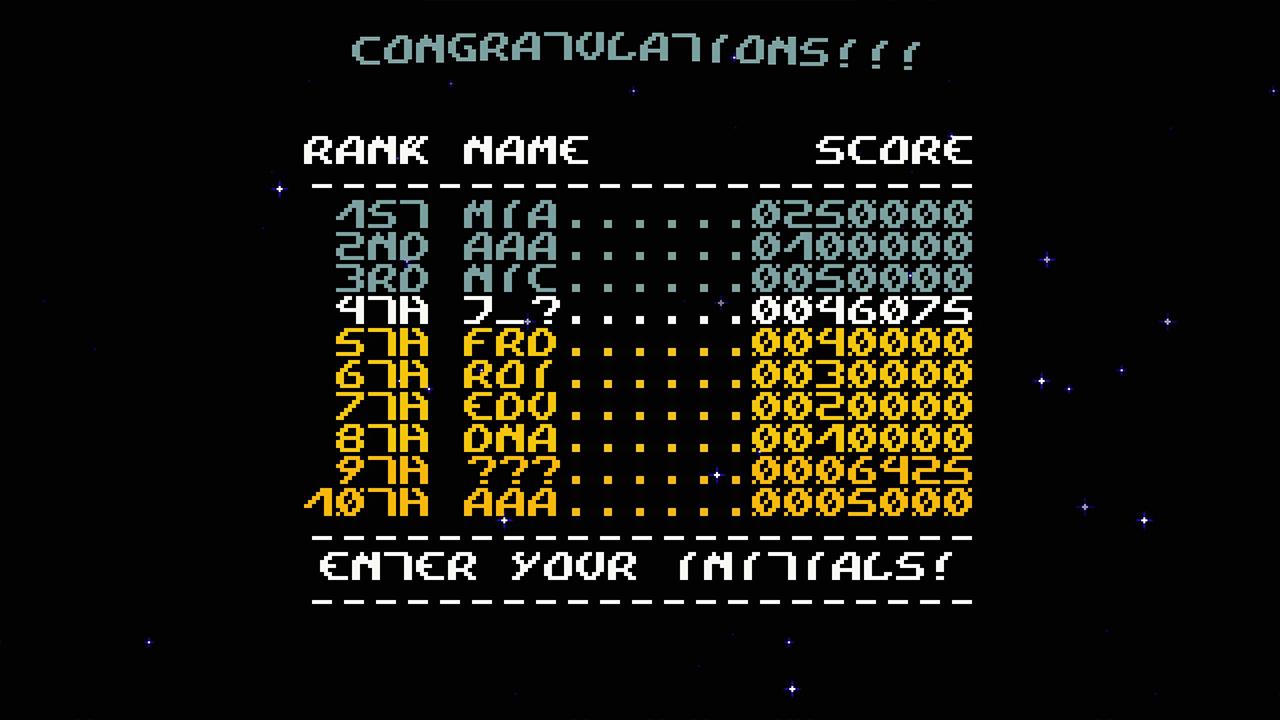 CONGRATULATIONS!!!
RANK NAME SCORE
1ST MIA......0250000
2ND AAA......0100000
3RD NIC......0050000
4TH J_?......0046075
5TH FRD......0040000
6TH ROI......0030000
7TH EDU......0020000
8TH DNA......0010000
9TH ???......0006425
10TH AAA......0005000
ENTER YOUR INITIALS!